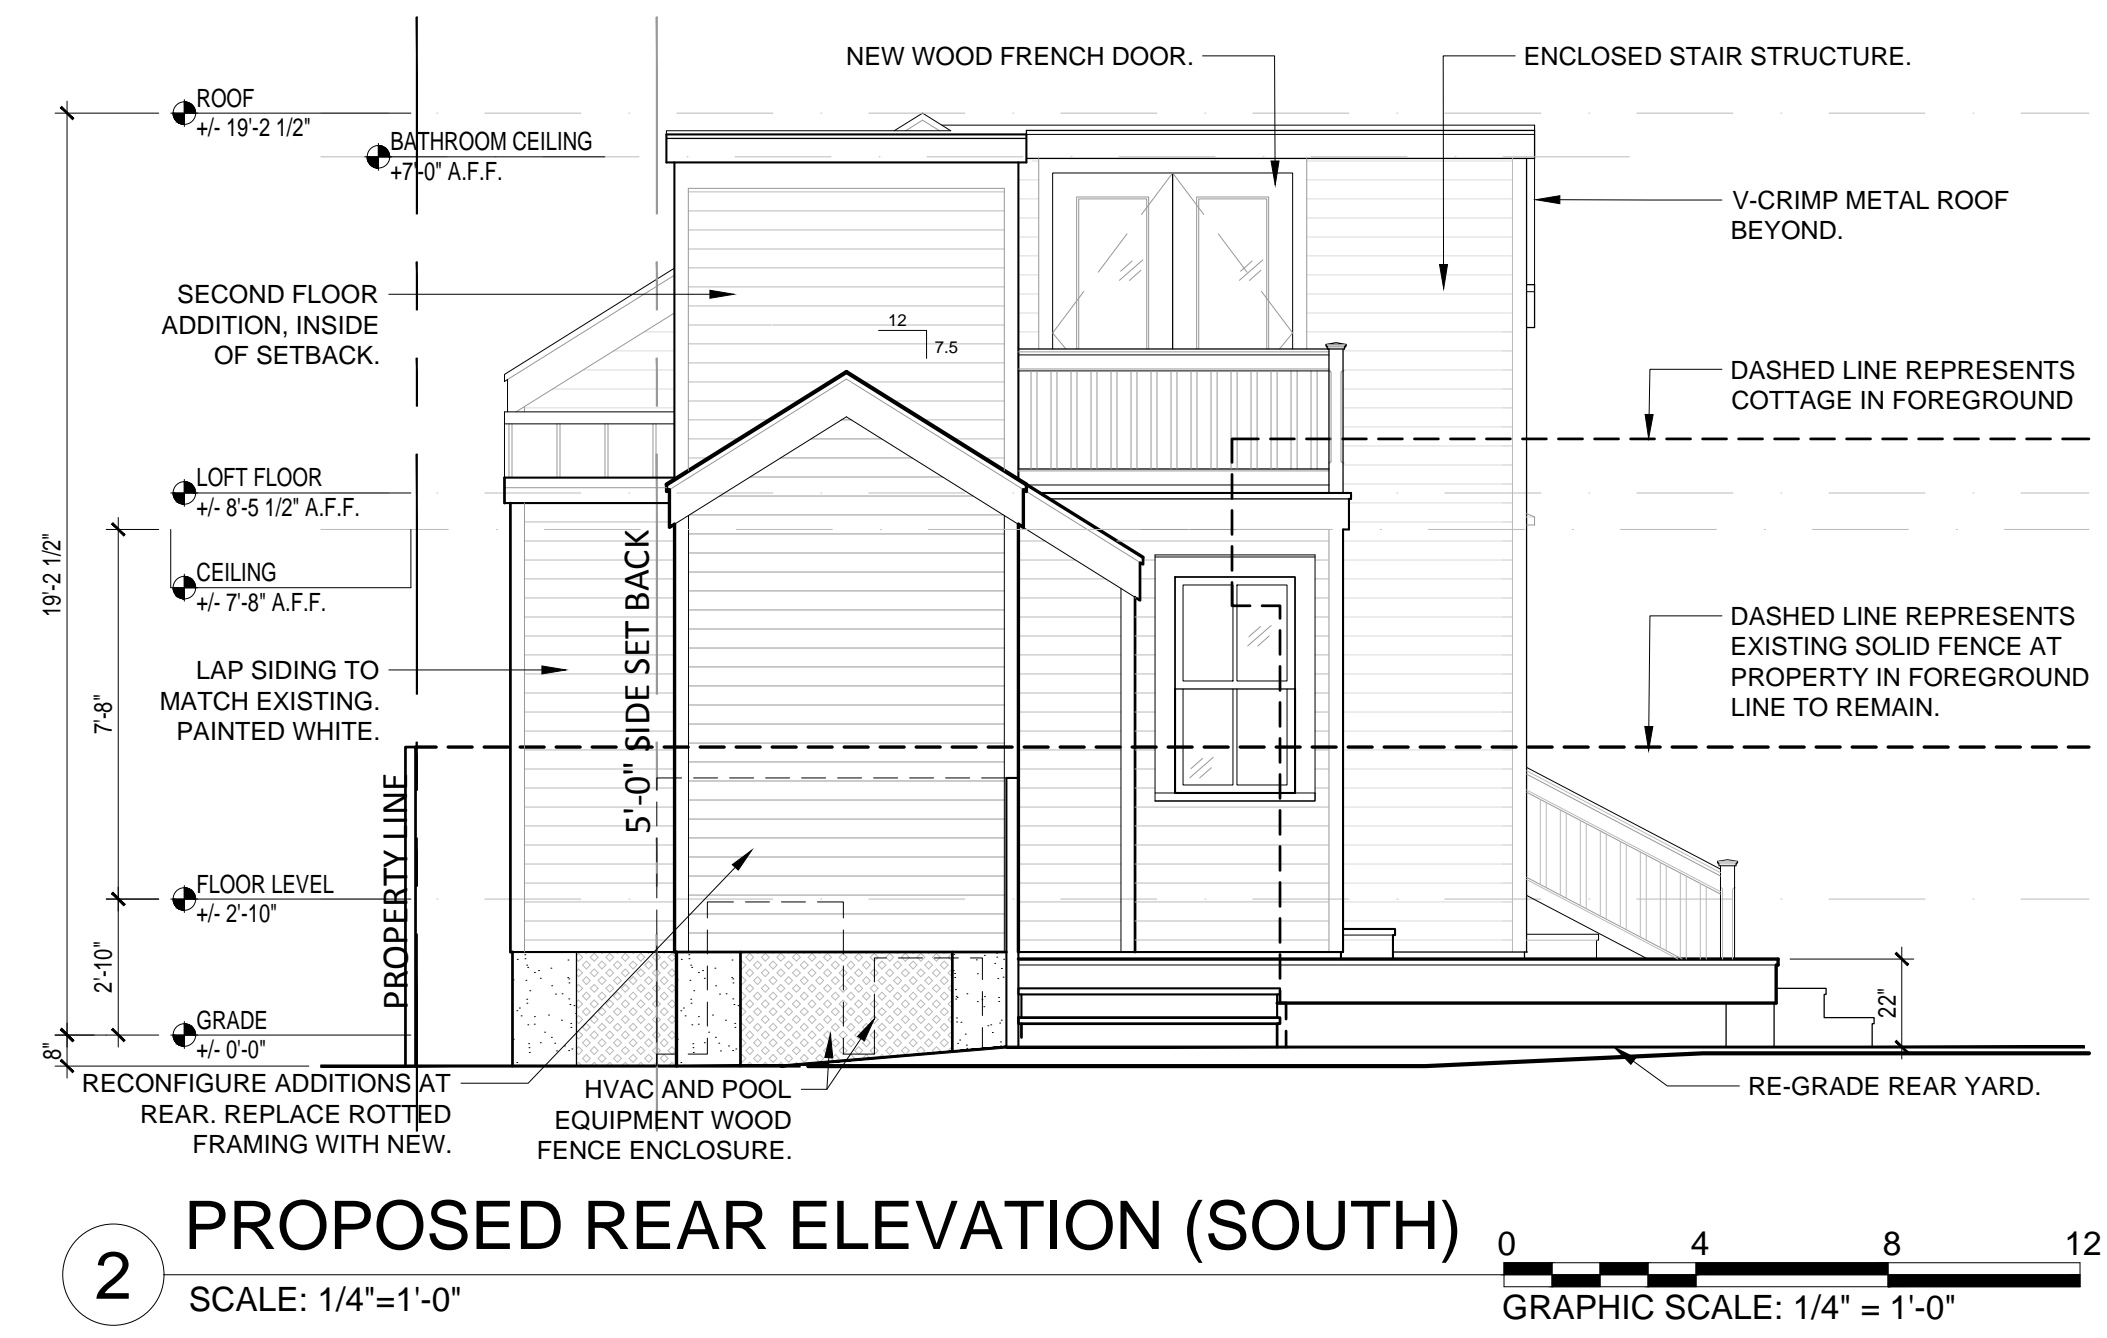 NEW WOOD FRENCH DOOR.
ENCLOSED STAIR STRUCTURE.
ROOF
+/- 19'-2 1/2"
BATHROOM CEILING
+7'-0" A.F.F.
V-CRIMP METAL ROOF
BEYOND.
SECOND FLOOR
ADDITION, INSIDE
OF SETBACK.
12
7.5
DASHED LINE REPRESENTS
COTTAGE IN FOREGROUND
LOFT FLOOR
+/- 8'-5 1/2" A.F.F.
CEILING
+/- 7'-8" A.F.F.
19'-2 1/2"
7'-8"
5'-0" SIDE SET BACK
DASHED LINE REPRESENTS
EXISTING SOLID FENCE AT
PROPERTY IN FOREGROUND
LINE TO REMAIN.
LAP SIDING TO
MATCH EXISTING.
PAINTED WHITE.
PROPERTY LINE
FLOOR LEVEL
+/- 2'-10"
2'-10"
GRADE
+/- 0'-0"
8"
22"
RECONFIGURE ADDITIONS AT
REAR. REPLACE ROTTED
FRAMING WITH NEW.
HVAC AND POOL
EQUIPMENT WOOD
FENCE ENCLOSURE.
RE-GRADE REAR YARD.
2
PROPOSED REAR ELEVATION (SOUTH)
SCALE: 1/4"=1'-0"
0 4 8 12
GRAPHIC SCALE: 1/4" = 1'-0"